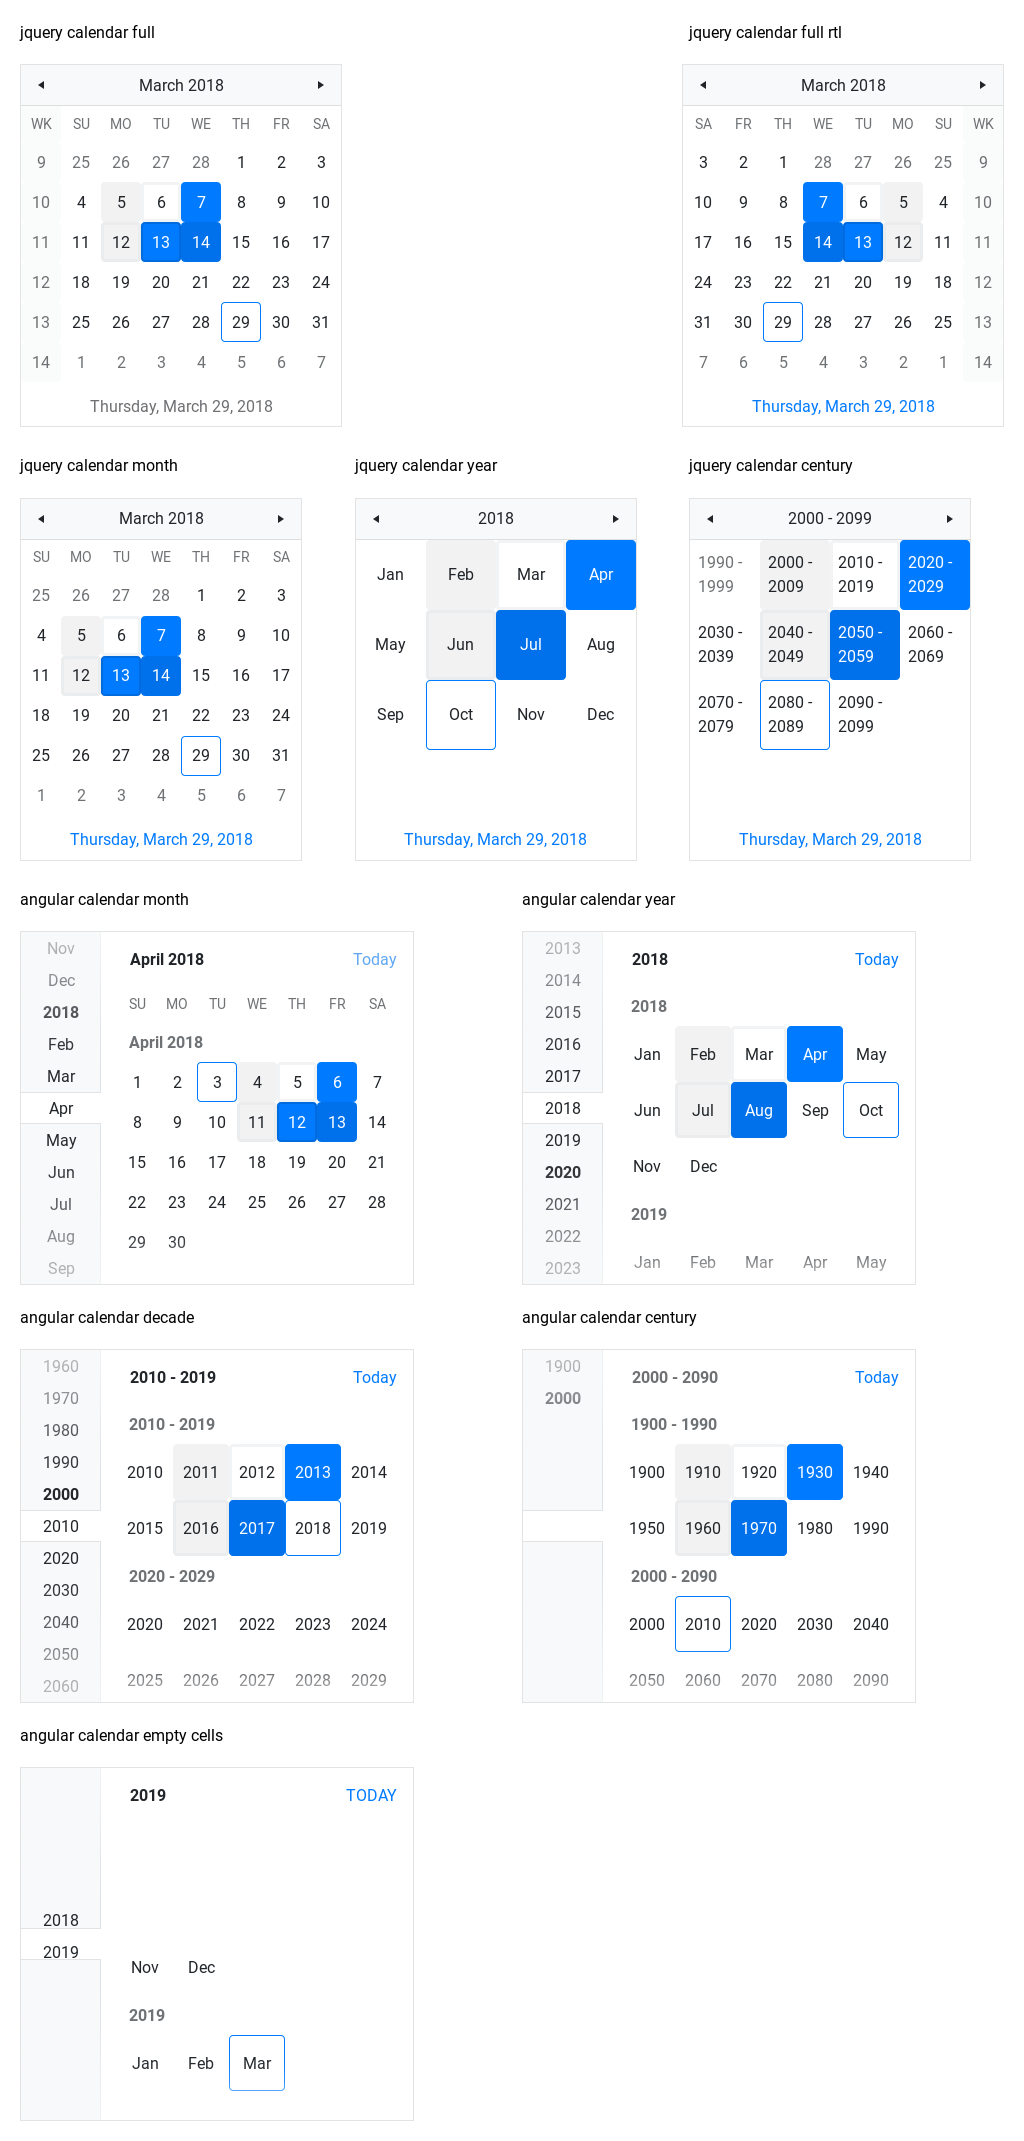 jquery calendar full
March 2018
WK SU MO TU WE TH FR SA
9 25 26 27 28 1 2 3
10 4 5 6 7 8 9 10
11 11 12 13 14 15 16 17
12 18 19 20 21 22 23 24
13 25 26 27 28 29 30 31
14 1 2 3 4 5 6 7
Thursday, March 29, 2018
jquery calendar full rtl
March 2018
SA FR TH WE TU MO SU WK
3 2 1 28 27 26 25 9
10 9 8 7 6 5 4 10
17 16 15 14 13 12 11 11
24 23 22 21 20 19 18 12
31 30 29 28 27 26 25 13
7 6 5 4 3 2 1 14
Thursday, March 29, 2018
jquery calendar month
March 2018
SU MO TU WE TH FR SA
25 26 27 28 1 2 3
4 5 6 7 8 9 10
11 12 13 14 15 16 17
18 19 20 21 22 23 24
25 26 27 28 29 30 31
1 2 3 4 5 6 7
Thursday, March 29, 2018
jquery calendar year
2018
Jan Feb Mar Apr
May Jun Jul Aug
Sep Oct Nov Dec
Thursday, March 29, 2018
jquery calendar century
2000 - 2099
1990 - 2000 - 2010 - 2020 -
1999 2009 2019 2029
2030 - 2040 - 2050 - 2060 -
2039 2049 2059 2069
2070 - 2080 - 2090 -
2079 2089 2099
Thursday, March 29, 2018
angular calendar month
Nov
Dec
2018
Feb
Mar
Apr
May
Jun
Jul
Aug
Sep
April 2018 Today
SU MO TU WE TH FR SA
April 2018
1 2 3 4 5 6 7
8 9 10 11 12 13 14
15 16 17 18 19 20 21
22 23 24 25 26 27 28
29 30
angular calendar year
2013
2014
2015
2016
2017
2018
2019
2020
2021
2022
2023
2018 Today
2018
Jan Feb Mar Apr May
Jun Jul Aug Sep Oct
Nov Dec
2019
Jan Feb Mar Apr May
angular calendar decade
1960
1970
1980
1990
2000
2010
2020
2030
2040
2050
2060
2010 - 2019 Today
2010 - 2019
2010 2011 2012 2013 2014
2015 2016 2017 2018 2019
2020 - 2029
2020 2021 2022 2023 2024
2025 2026 2027 2028 2029
angular calendar century
1900
2000
2000 - 2090 Today
1900 - 1990
1900 1910 1920 1930 1940
1950 1960 1970 1980 1990
2000 - 2090
2000 2010 2020 2030 2040
2050 2060 2070 2080 2090
angular calendar empty cells
2018
2019
2019 TODAY
Nov Dec
2019
Jan Feb Mar